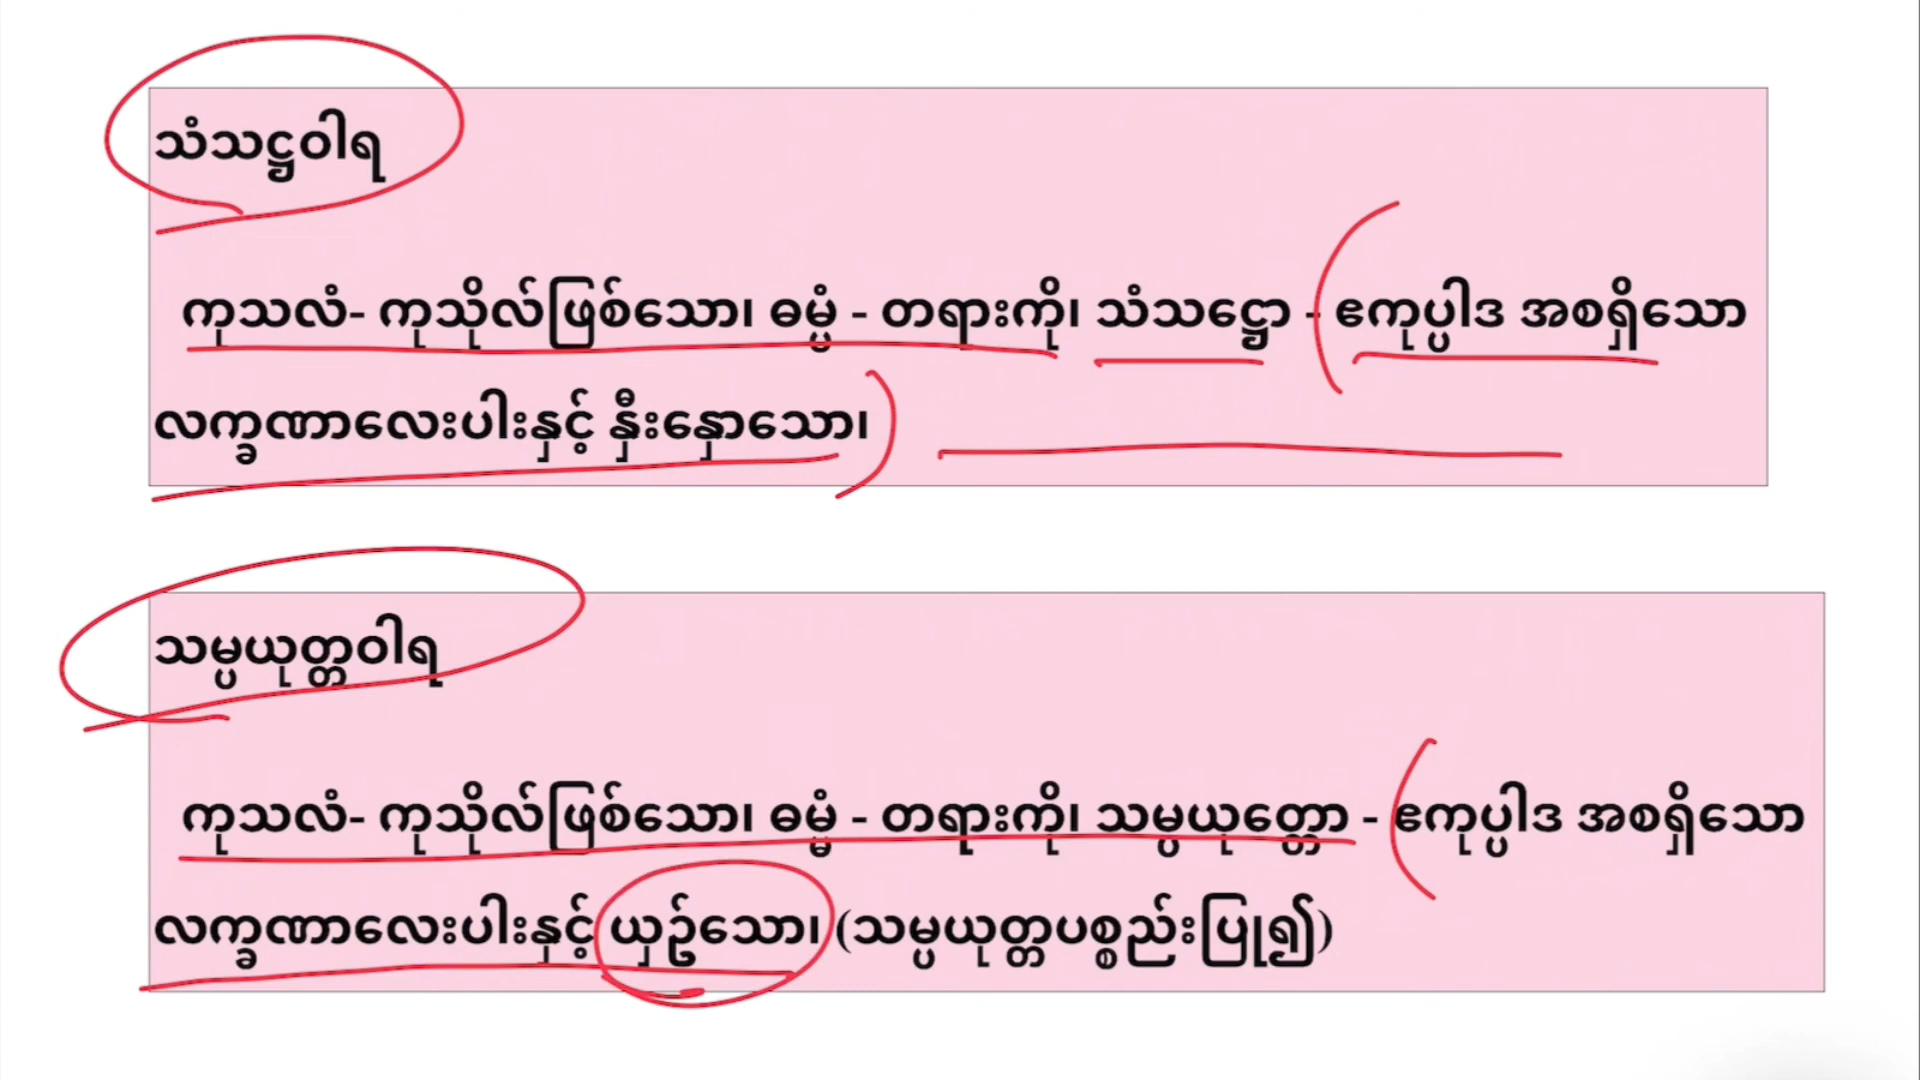 သံသဋ္ဌဝါရ
ကုသလံ- ကုသိုလ်ဖြစ်သော၊ ဓမ္မံ - တရားကို၊ သံသဋ္ဌော - ဧကုပ္ပါဒ အစရှိသော
လက္ခဏာလေးပါးနှင့် နှီးနှောသော၊
သမ္ပယုတ္တဝါရ
ကုသလံ- ကုသိုလ်ဖြစ်သော၊ ဓမ္မံ - တရားကို၊ သမ္ပယုတ္တော - ဧကုပ္ပါဒ အစရှိသော
လက္ခဏာလေးပါးနှင့် ယှဉ်သော၊ (သမ္ပယုတ္တပစ္စည်းပြု၍)